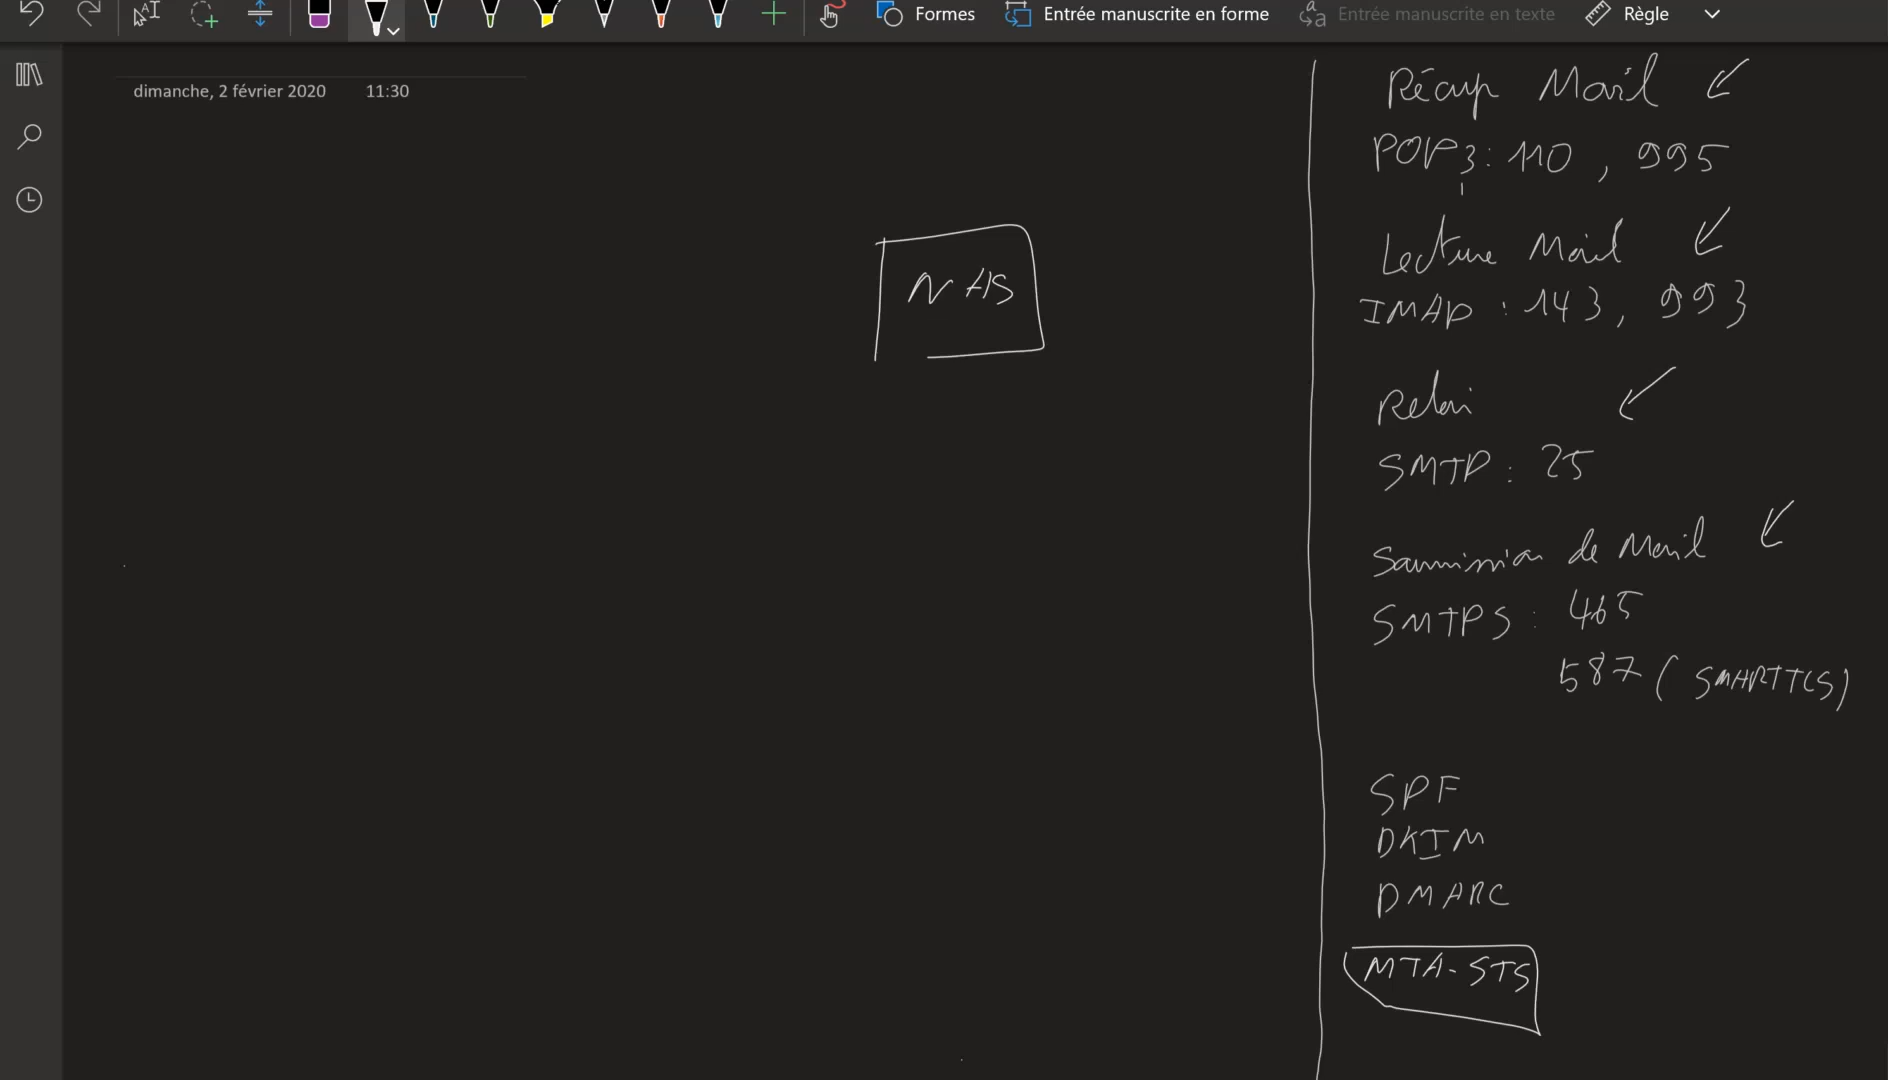 Formes Entrée manuscrite en forme Entrée manuscrite en texte Règle
dimanche, 2 février 2020 11:30
NAS
Récup Mail
POP3: 110, 995
Lecture Mail
IMAP : 143, 993
Relai
SMTP : 25
Soumission de Mail
SMTPS : 465
587 (SMARTTLS)
SPF
DKIM
DMARC
MTA-STS